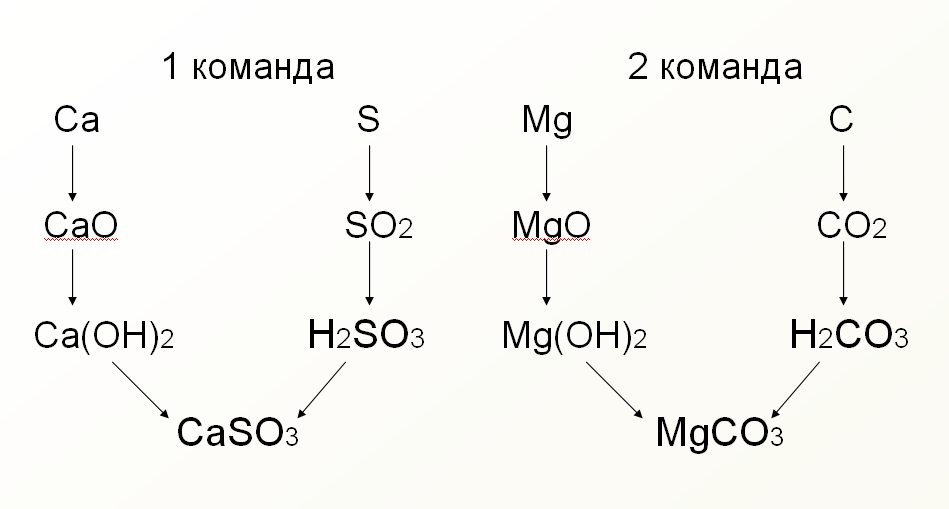 1 команда 2 команда
Ca S Mg C
CaO SO2 MgO CO2
Ca(OH)2 H2SO3 Mg(OH)2 H2CO3
CaSO3 MgCO3